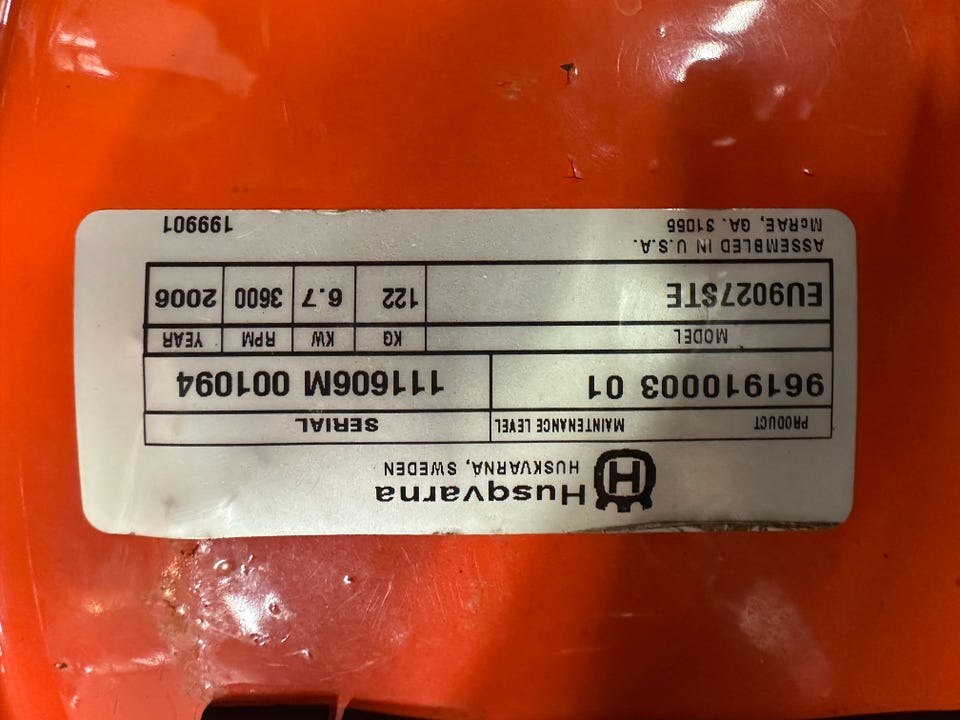 Husqvarna
HUSKVARNA, SWEDEN
PRODUCT MAINTENANCE LEVEL SERIAL
961910003 01 111606M 001094
MODEL KG KW RPM YEAR
EU9027STE 122 6.7 3600 2006
ASSEMBLED IN U.S.A.
McRAE, GA. 31055 199901